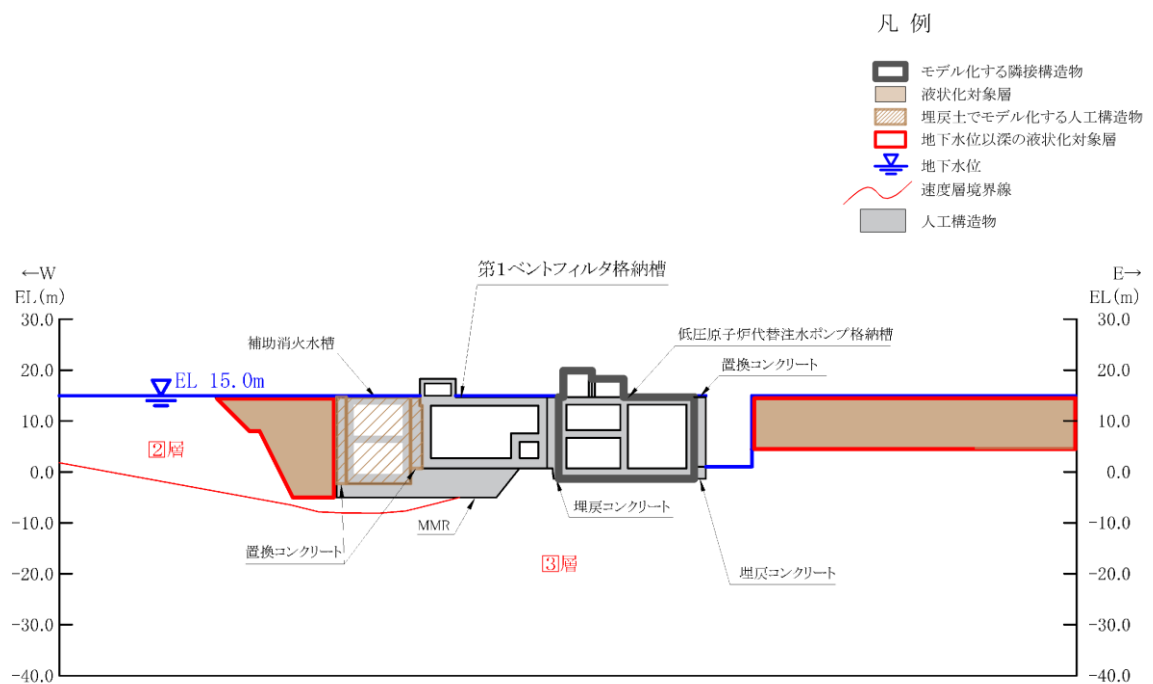 凡 例
モデル化する隣接構造物
液状化対象層
埋戻土でモデル化する人工構造物
地下水位以深の液状化対象層
地下水位
速度層境界線
人工構造物
←W
EL(m)
E→
EL(m)
第1ベントフィルタ格納槽
補助消火水槽
低圧原子炉代替注水ポンプ格納槽
置換コンクリート
EL 15.0m
②層
③層
埋戻コンクリート
MMR
置換コンクリート
埋戻コンクリート
30.0
20.0
10.0
0.0
-10.0
-20.0
-30.0
-40.0
30.0
20.0
10.0
0.0
-10.0
-20.0
-30.0
-40.0